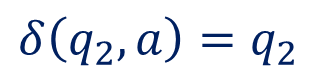 δ(q₂, a) = q₂